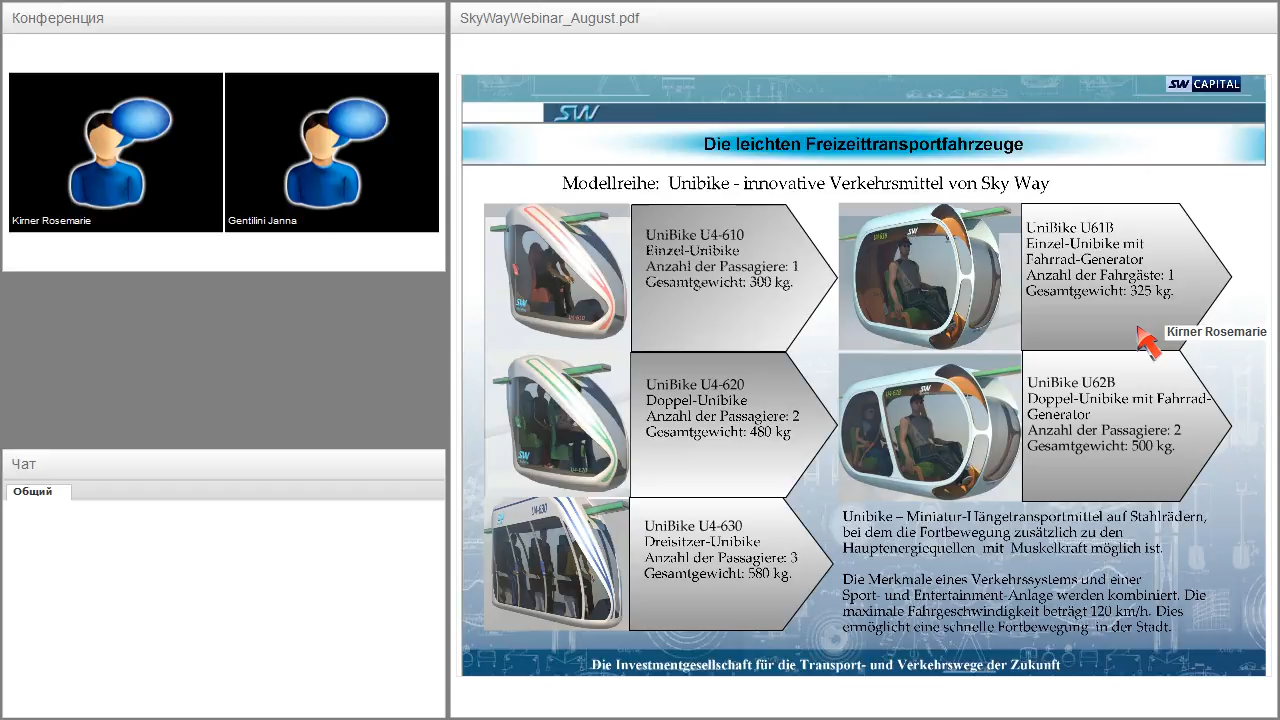 Конференция
Kirner Rosemarie
Gentilini Janna
Чат
Общий
SkyWayWebinar_August.pdf
SW CAPITAL
SW
Die leichten Freizeittransportfahrzeuge
Modellreihe: Unibike - innovative Verkehrsmittel von Sky Way
UniBike U4-610
Einzel-Unibike
Anzahl der Passagiere: 1
Gesamtgewicht: 300 kg.
UniBike U61B
Einzel-Unibike mit
Fahrrad-Generator
Anzahl der Fahrgäste: 1
Gesamtgewicht: 325 kg.
Kirner Rosemarie
UniBike U4-620
Doppel-Unibike
Anzahl der Passagiere: 2
Gesamtgewicht: 480 kg
UniBike U62B
Doppel-Unibike mit Fahrrad-
Generator
Anzahl der Passagiere: 2
Gesamtgewicht: 500 kg.
UniBike U4-630
Dreisitzer-Unibike
Anzahl der Passagiere: 3
Gesamtgewicht: 580 kg.
Unibike – Miniatur-Hängetransportmittel auf Stahlrädern,
bei dem die Fortbewegung zusätzlich zu den
Hauptenergiequellen mit Muskelkraft möglich ist.
Die Merkmale eines Verkehrssystems und einer
Sport- und Entertainment-Anlage werden kombiniert. Die
maximale Fahrgeschwindigkeit beträgt 120 km/h. Dies
ermöglicht eine schnelle Fortbewegung in der Stadt.
Die Investmentgesellschaft für die Transport- und Verkehrswege der Zukunft